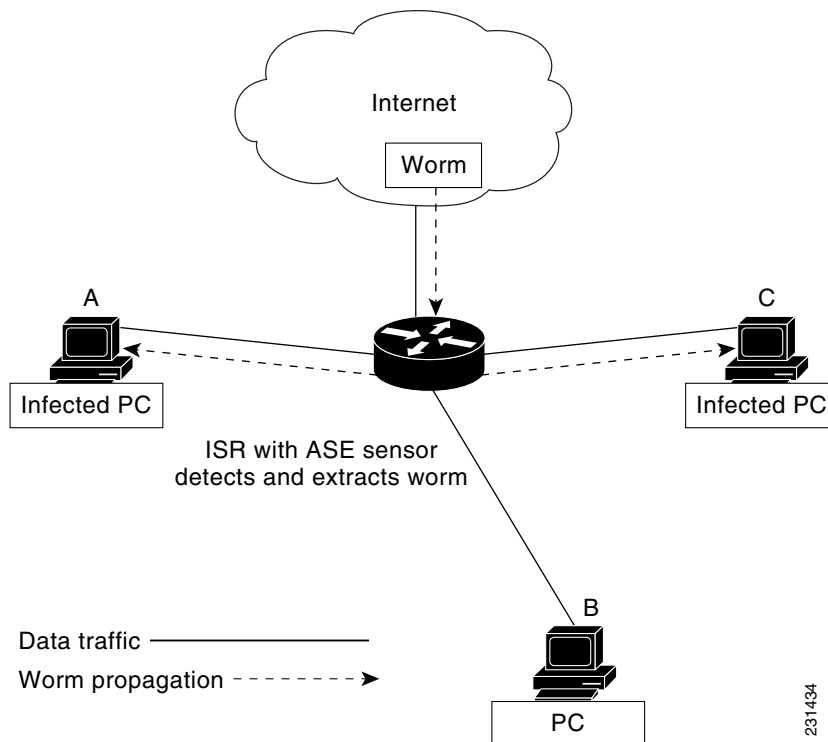 Internet
Worm
A
C
Infected PC
Infected PC
ISR with ASE sensor
detects and extracts worm
B
Data traffic
Worm propagation
PC
231434